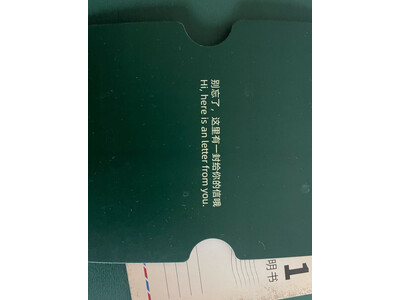 别忘了，这里有一封给你的信哦
Hi, here is an letter from you.
1
明书